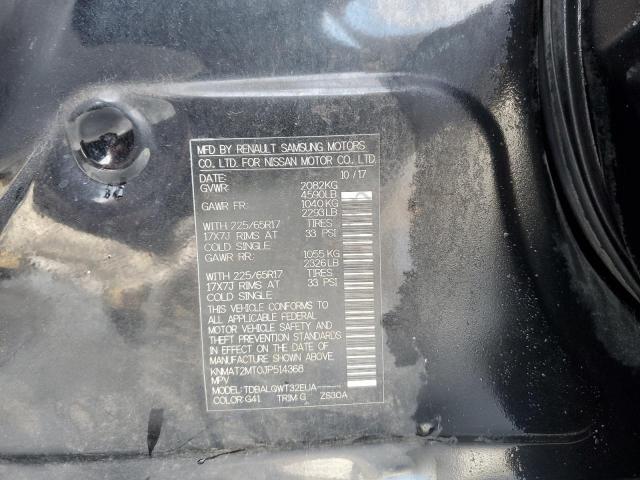 MFD BY RENAULT SAMSUNG MOTORS
CO. LTD. FOR NISSAN MOTOR CO. LTD
DATE: 10/17
GVWR: 2082KG
4590LB
GAWR FR: 1040KG
2293LB
WITH 225/65R17 TIRES
17X7J RIMS AT 33 PSI
COLD SINGLE
GAWR RR: 1055KG
2326LB
WITH 225/65R17 TIRES
17X7J RIMS AT 33 PSI
COLD SINGLE
THIS VEHICLE CONFORMS TO
ALL APPLICABLE FEDERAL
MOTOR VEHICLE SAFETY AND
THEFT PREVENTION STANDARDS
IN EFFECT ON THE DATE OF
MANUFACTURE SHOWN ABOVE.
KNMAT2MT0JP514368
MPV
MODEL: TDBALGWT32EUA-------
COLOR: G41 TRIM: G ZS30A